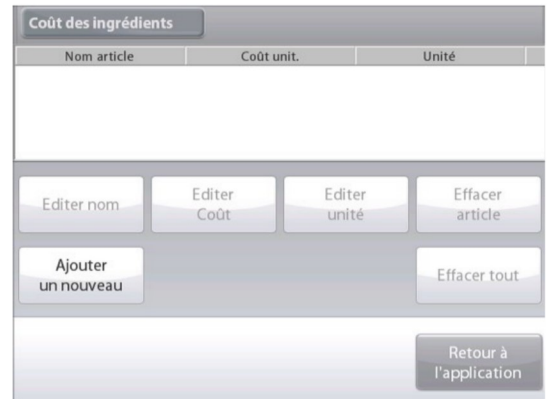 Coût des ingrédients
Nom article Coût unit. Unité
Editer nom Editer Coût Editer unité Effacer article
Ajouter un nouveau Effacer tout
Retour à
l'application